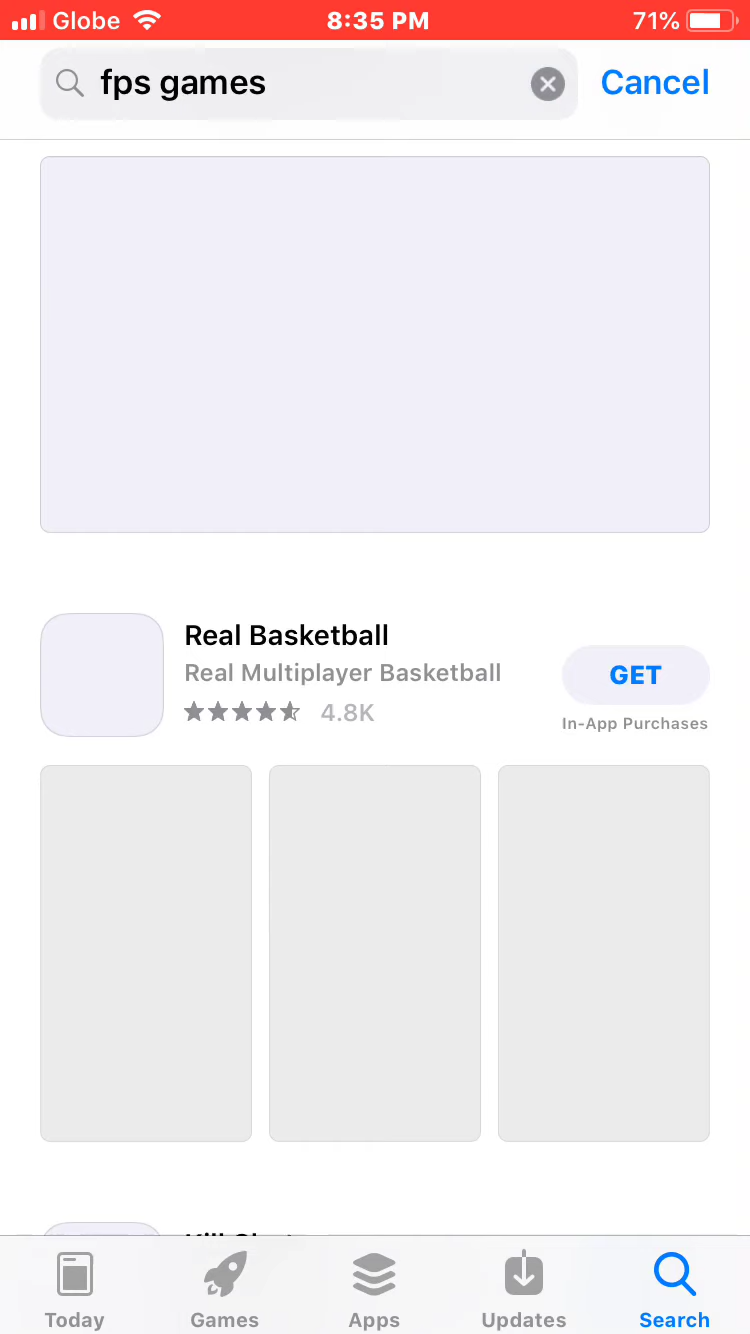 Globe 8:35 PM 71%
fps games Cancel
Real Basketball
Real Multiplayer Basketball
GET
4.8K
In-App Purchases
Today Games Apps Updates Search